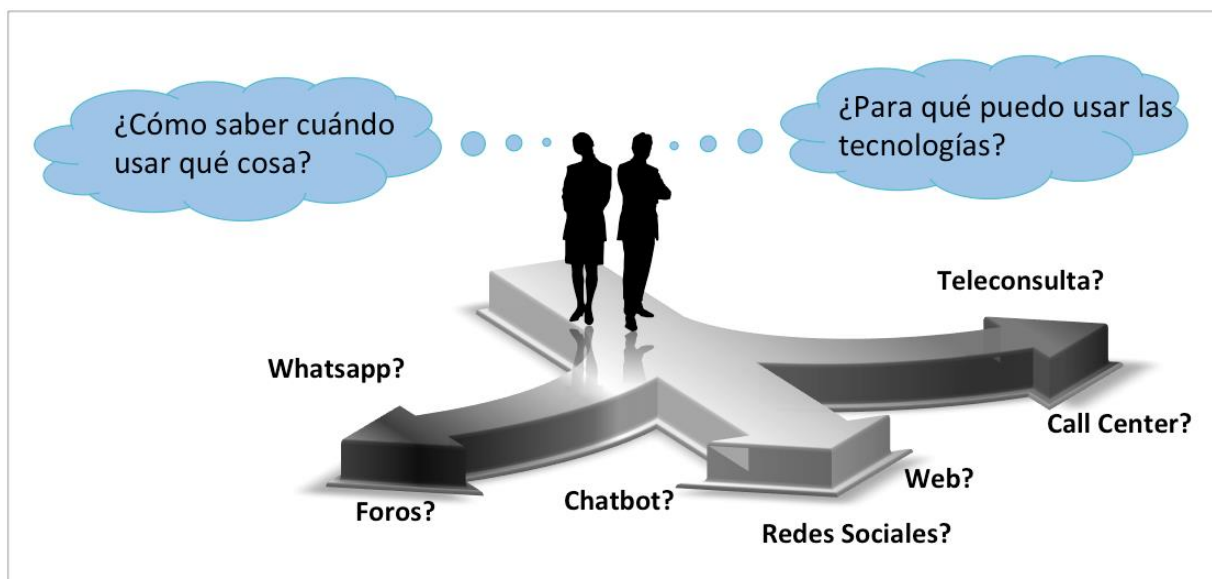 ¿Cómo saber cuándo
usar qué cosa?
¿Para qué puedo usar las
tecnologías?
Teleconsulta?
Whatsapp?
Call Center?
Web?
Chatbot?
Foros?
Redes Sociales?